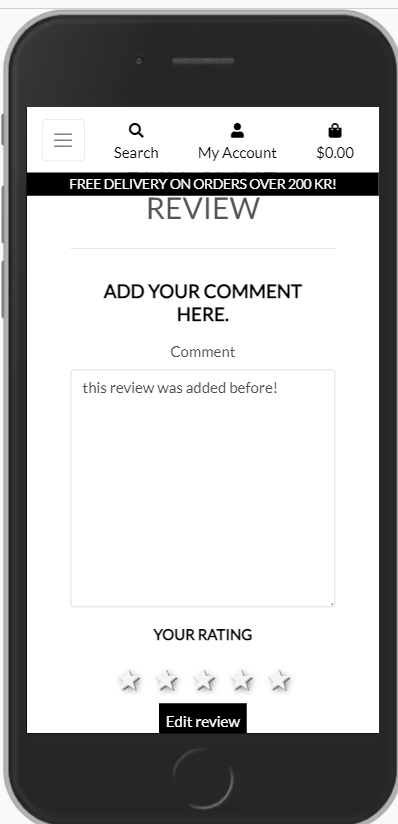 Search
My Account
$0.00
FREE DELIVERY ON ORDERS OVER 200 KR!
REVIEW
ADD YOUR COMMENT
HERE.
Comment
this review was added before!
YOUR RATING
Edit review